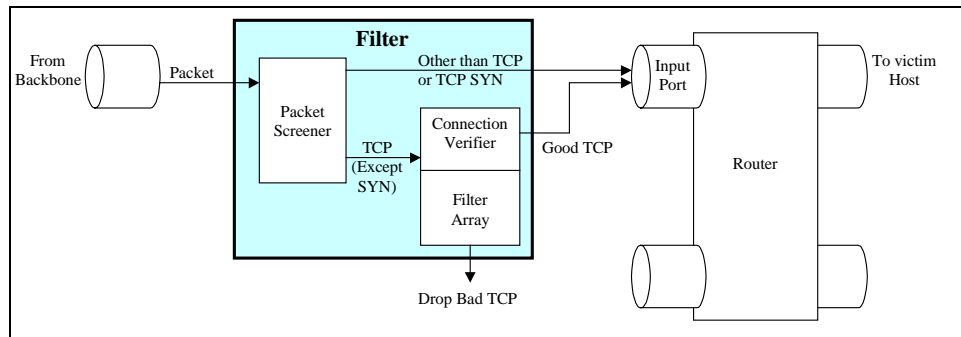 Filter
From
Backbone
Packet
Packet
Screener
Other than TCP
or TCP SYN
TCP
(Except
SYN)
Connection
Verifier
Filter
Array
Good TCP
Drop Bad TCP
Input
Port
Router
To victim
Host